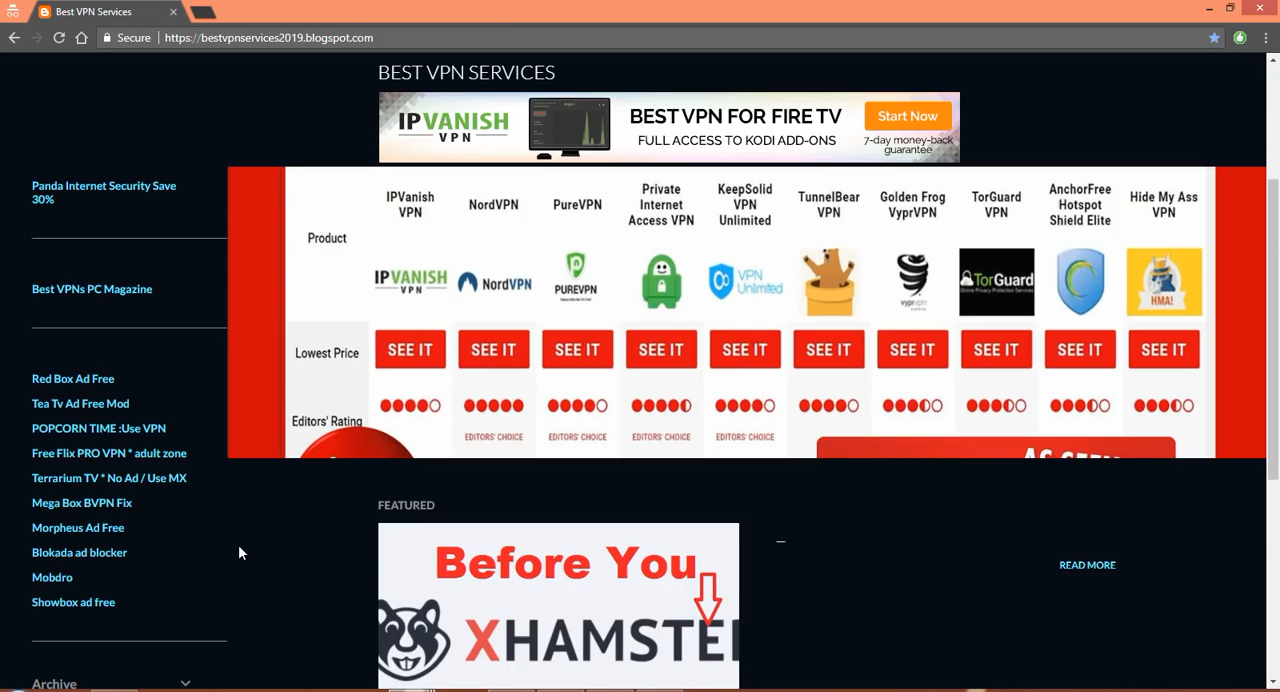 Best VPN Services
Secure
https://bestvpnservices2019.blogspot.com
BEST VPN SERVICES
IPVANISH
VPN
BEST VPN FOR FIRE TV
FULL ACCESS TO KODI ADD-ONS
Start Now
7-day money-back
guarantee
Panda Internet Security Save
30%
Best VPNs PC Magazine
Red Box Ad Free
Tea Tv Ad Free Mod
POPCORN TIME :Use VPN
Free Flix PRO VPN * adult zone
Terrarium TV * No Ad / Use MX
Mega Box BVPN Fix
Morpheus Ad Free
Blokada ad blocker
Mobdro
Showbox ad free
Archive
Product
IPVanish
VPN
NordVPN
PureVPN
Private
Internet
Access VPN
KeepSolid
VPN
Unlimited
TunnelBear
VPN
Golden Frog
VyprVPN
TorGuard
VPN
AnchorFree
Hotspot
Shield Elite
Hide My Ass
VPN
IPVANISH
VPN
NordVPN
PUREVPN
VPN
Unlimited
vyprvpn
TorGuard
HMA!
Lowest Price
SEE IT
SEE IT
SEE IT
SEE IT
SEE IT
SEE IT
SEE IT
SEE IT
SEE IT
SEE IT
Editors' Rating
EDITORS' CHOICE
EDITORS' CHOICE
EDITORS' CHOICE
EDITORS' CHOICE
FEATURED
Before You
XHAMSTE
READ MORE